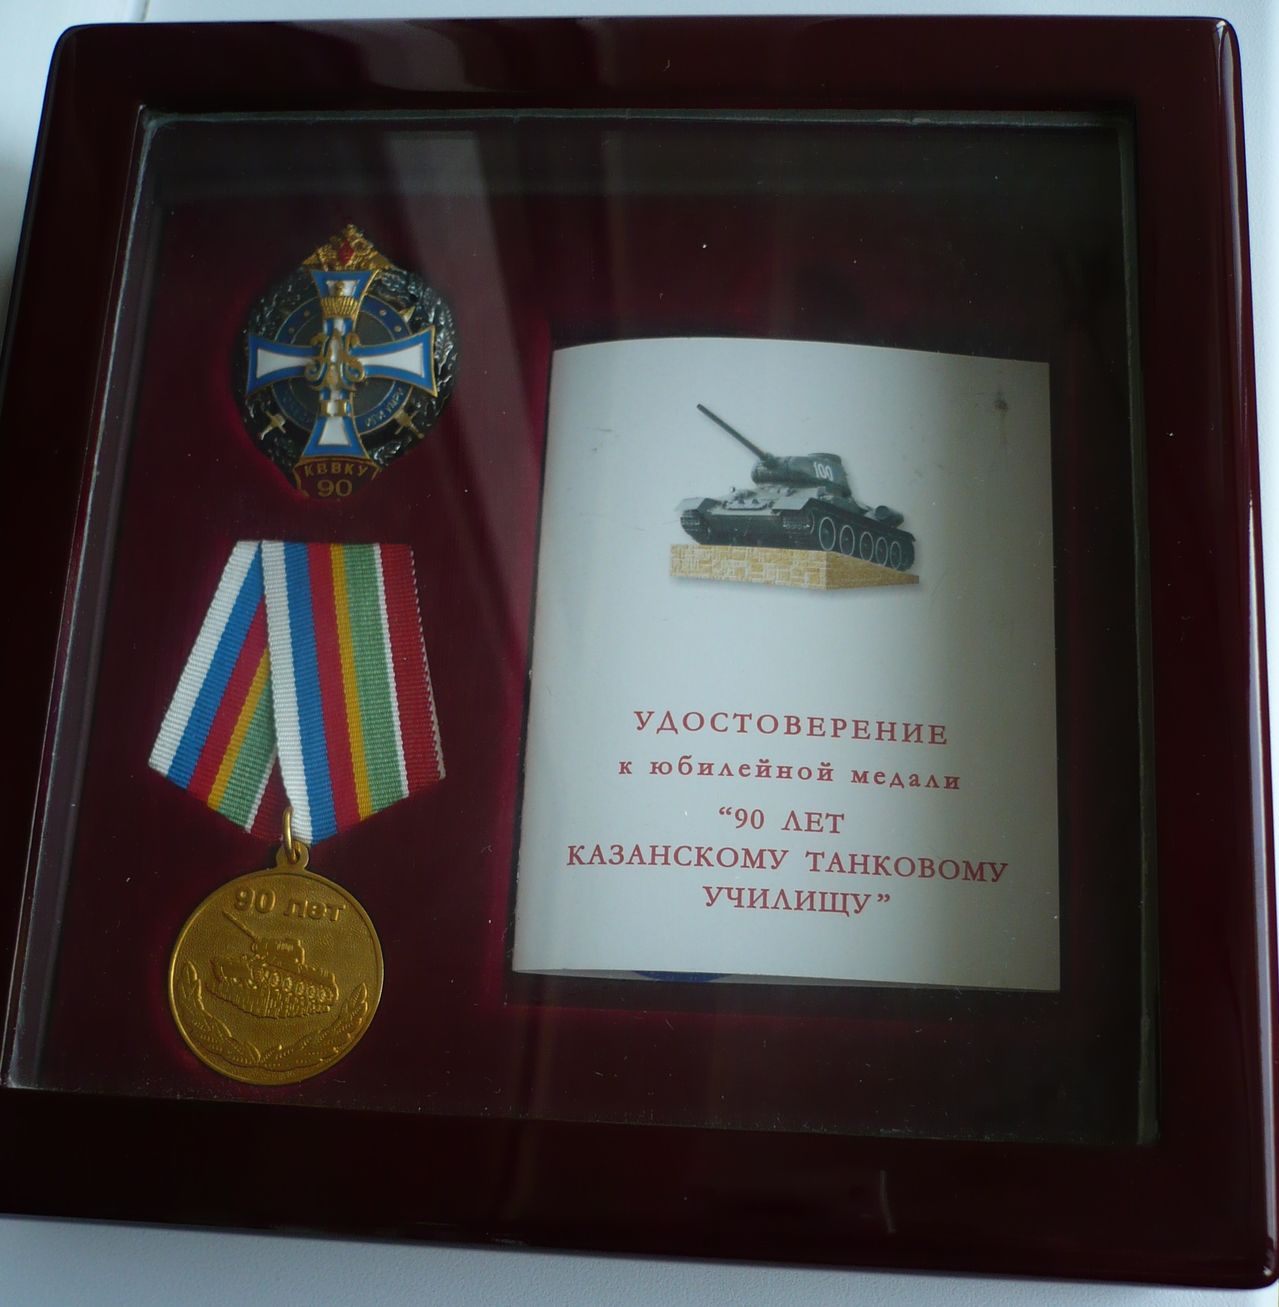 КВВКУ
90
90 лет
100
УДОСТОВЕРЕНИЕ
к юбилейной медали
“90 ЛЕТ
КАЗАНСКОМУ ТАНКОВОМУ
УЧИЛИЩУ”